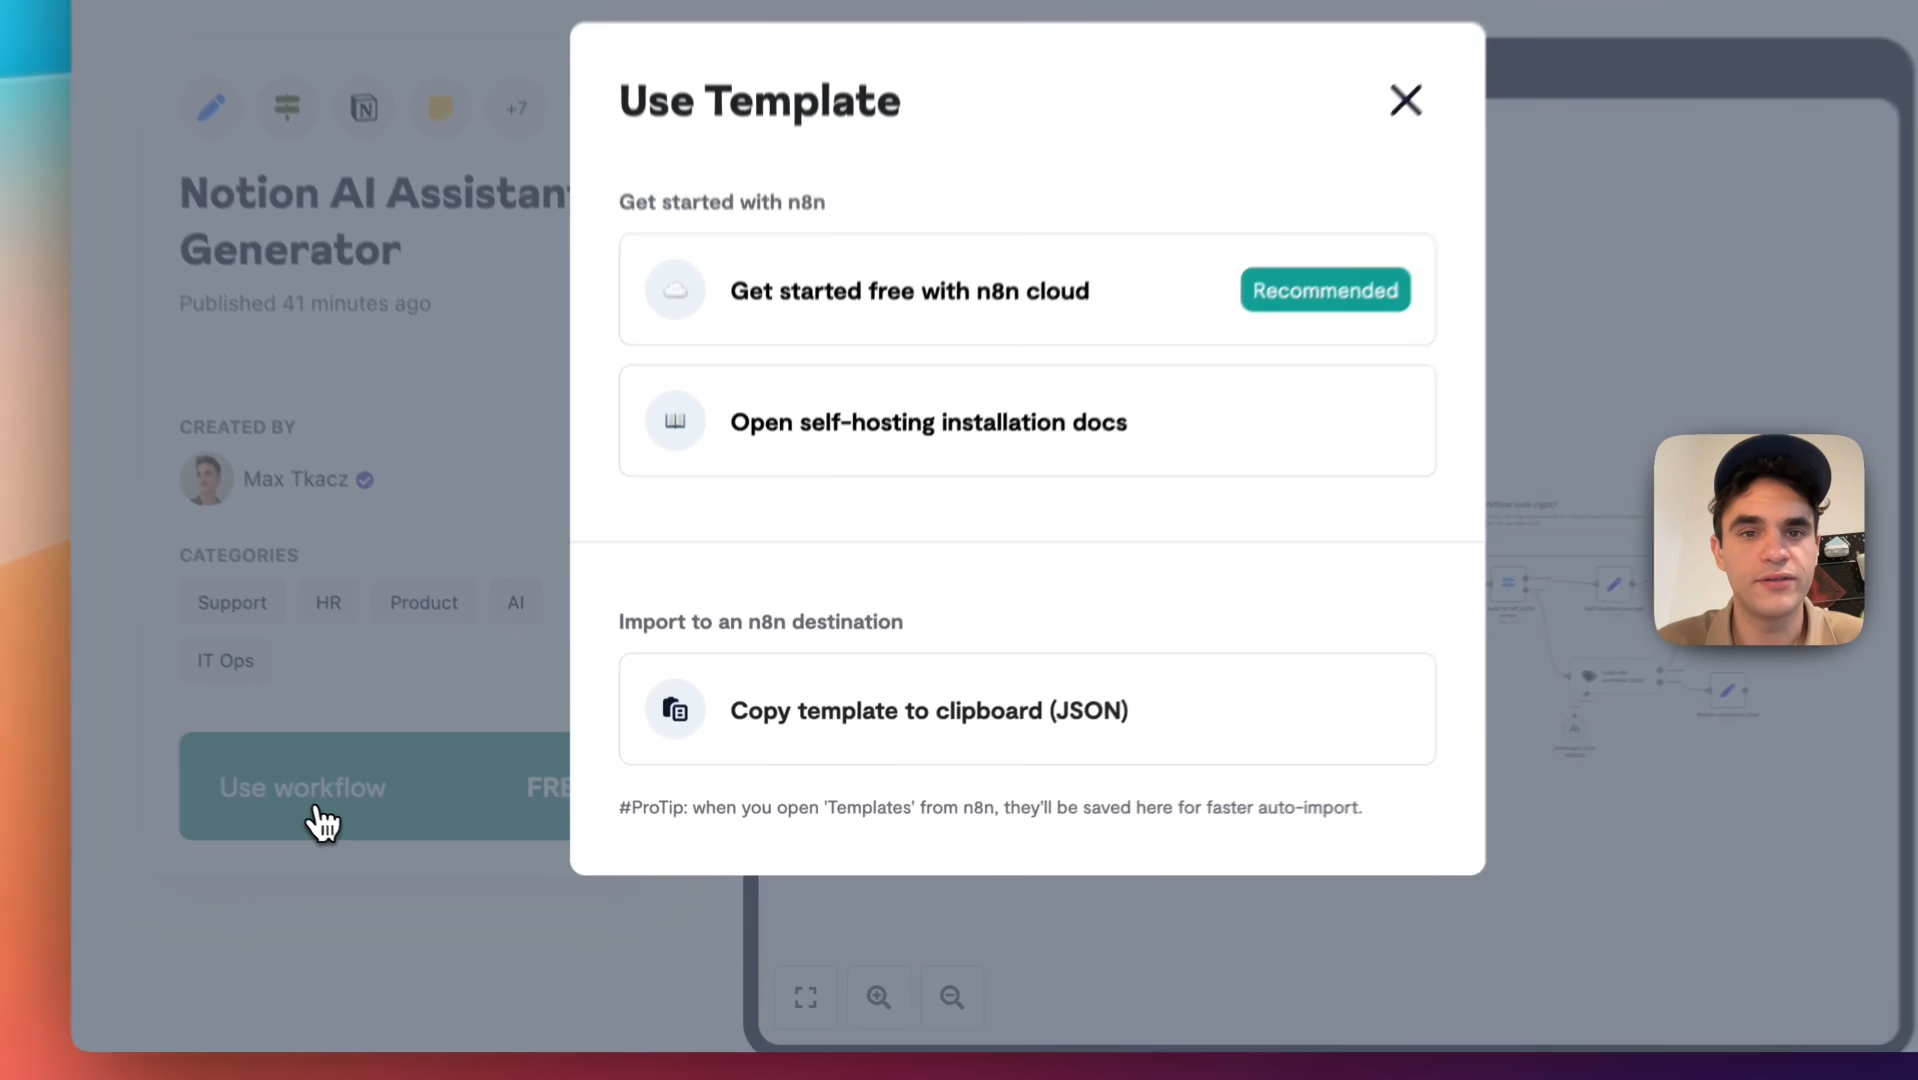 +7
Notion AI Assistant
Generator
Published 41 minutes ago
CREATED BY
Max Tkacz
CATEGORIES
Support
HR
Product
AI
IT Ops
Use workflow
FRE
Use Template
Get started with n8n
Get started free with n8n cloud
Recommended
Open self-hosting installation docs
Import to an n8n destination
Copy template to clipboard (JSON)
#ProTip: when you open 'Templates' from n8n, they'll be saved here for faster auto-import.